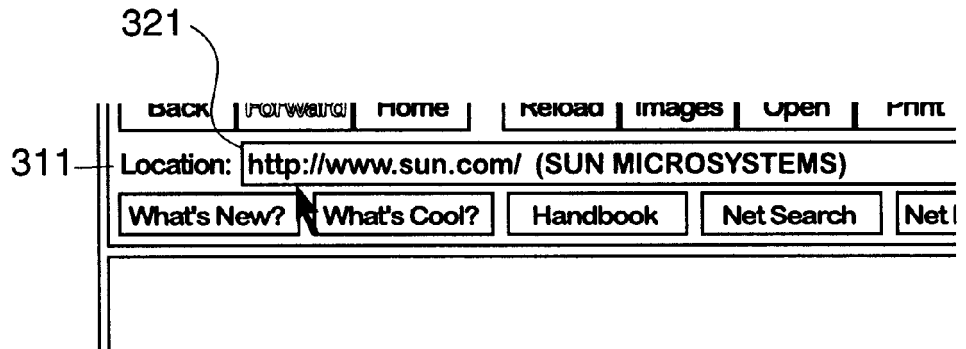 321
Back Forward Home Reload Images Open Print
311 Location: http://www.sun.com/ (SUN MICROSYSTEMS)
What's New? What's Cool? Handbook Net Search Net